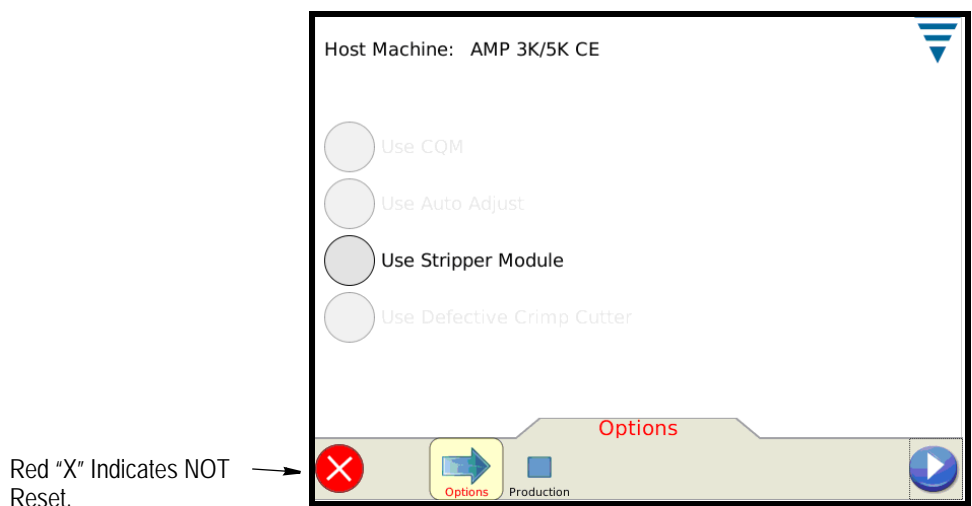 Host Machine: AMP 3K/5K CE
Use CQM
Use Auto Adjust
Use Stripper Module
Use Defective Crimp Cutter
Options
Options
Production
Red “X” Indicates NOT
Reset.